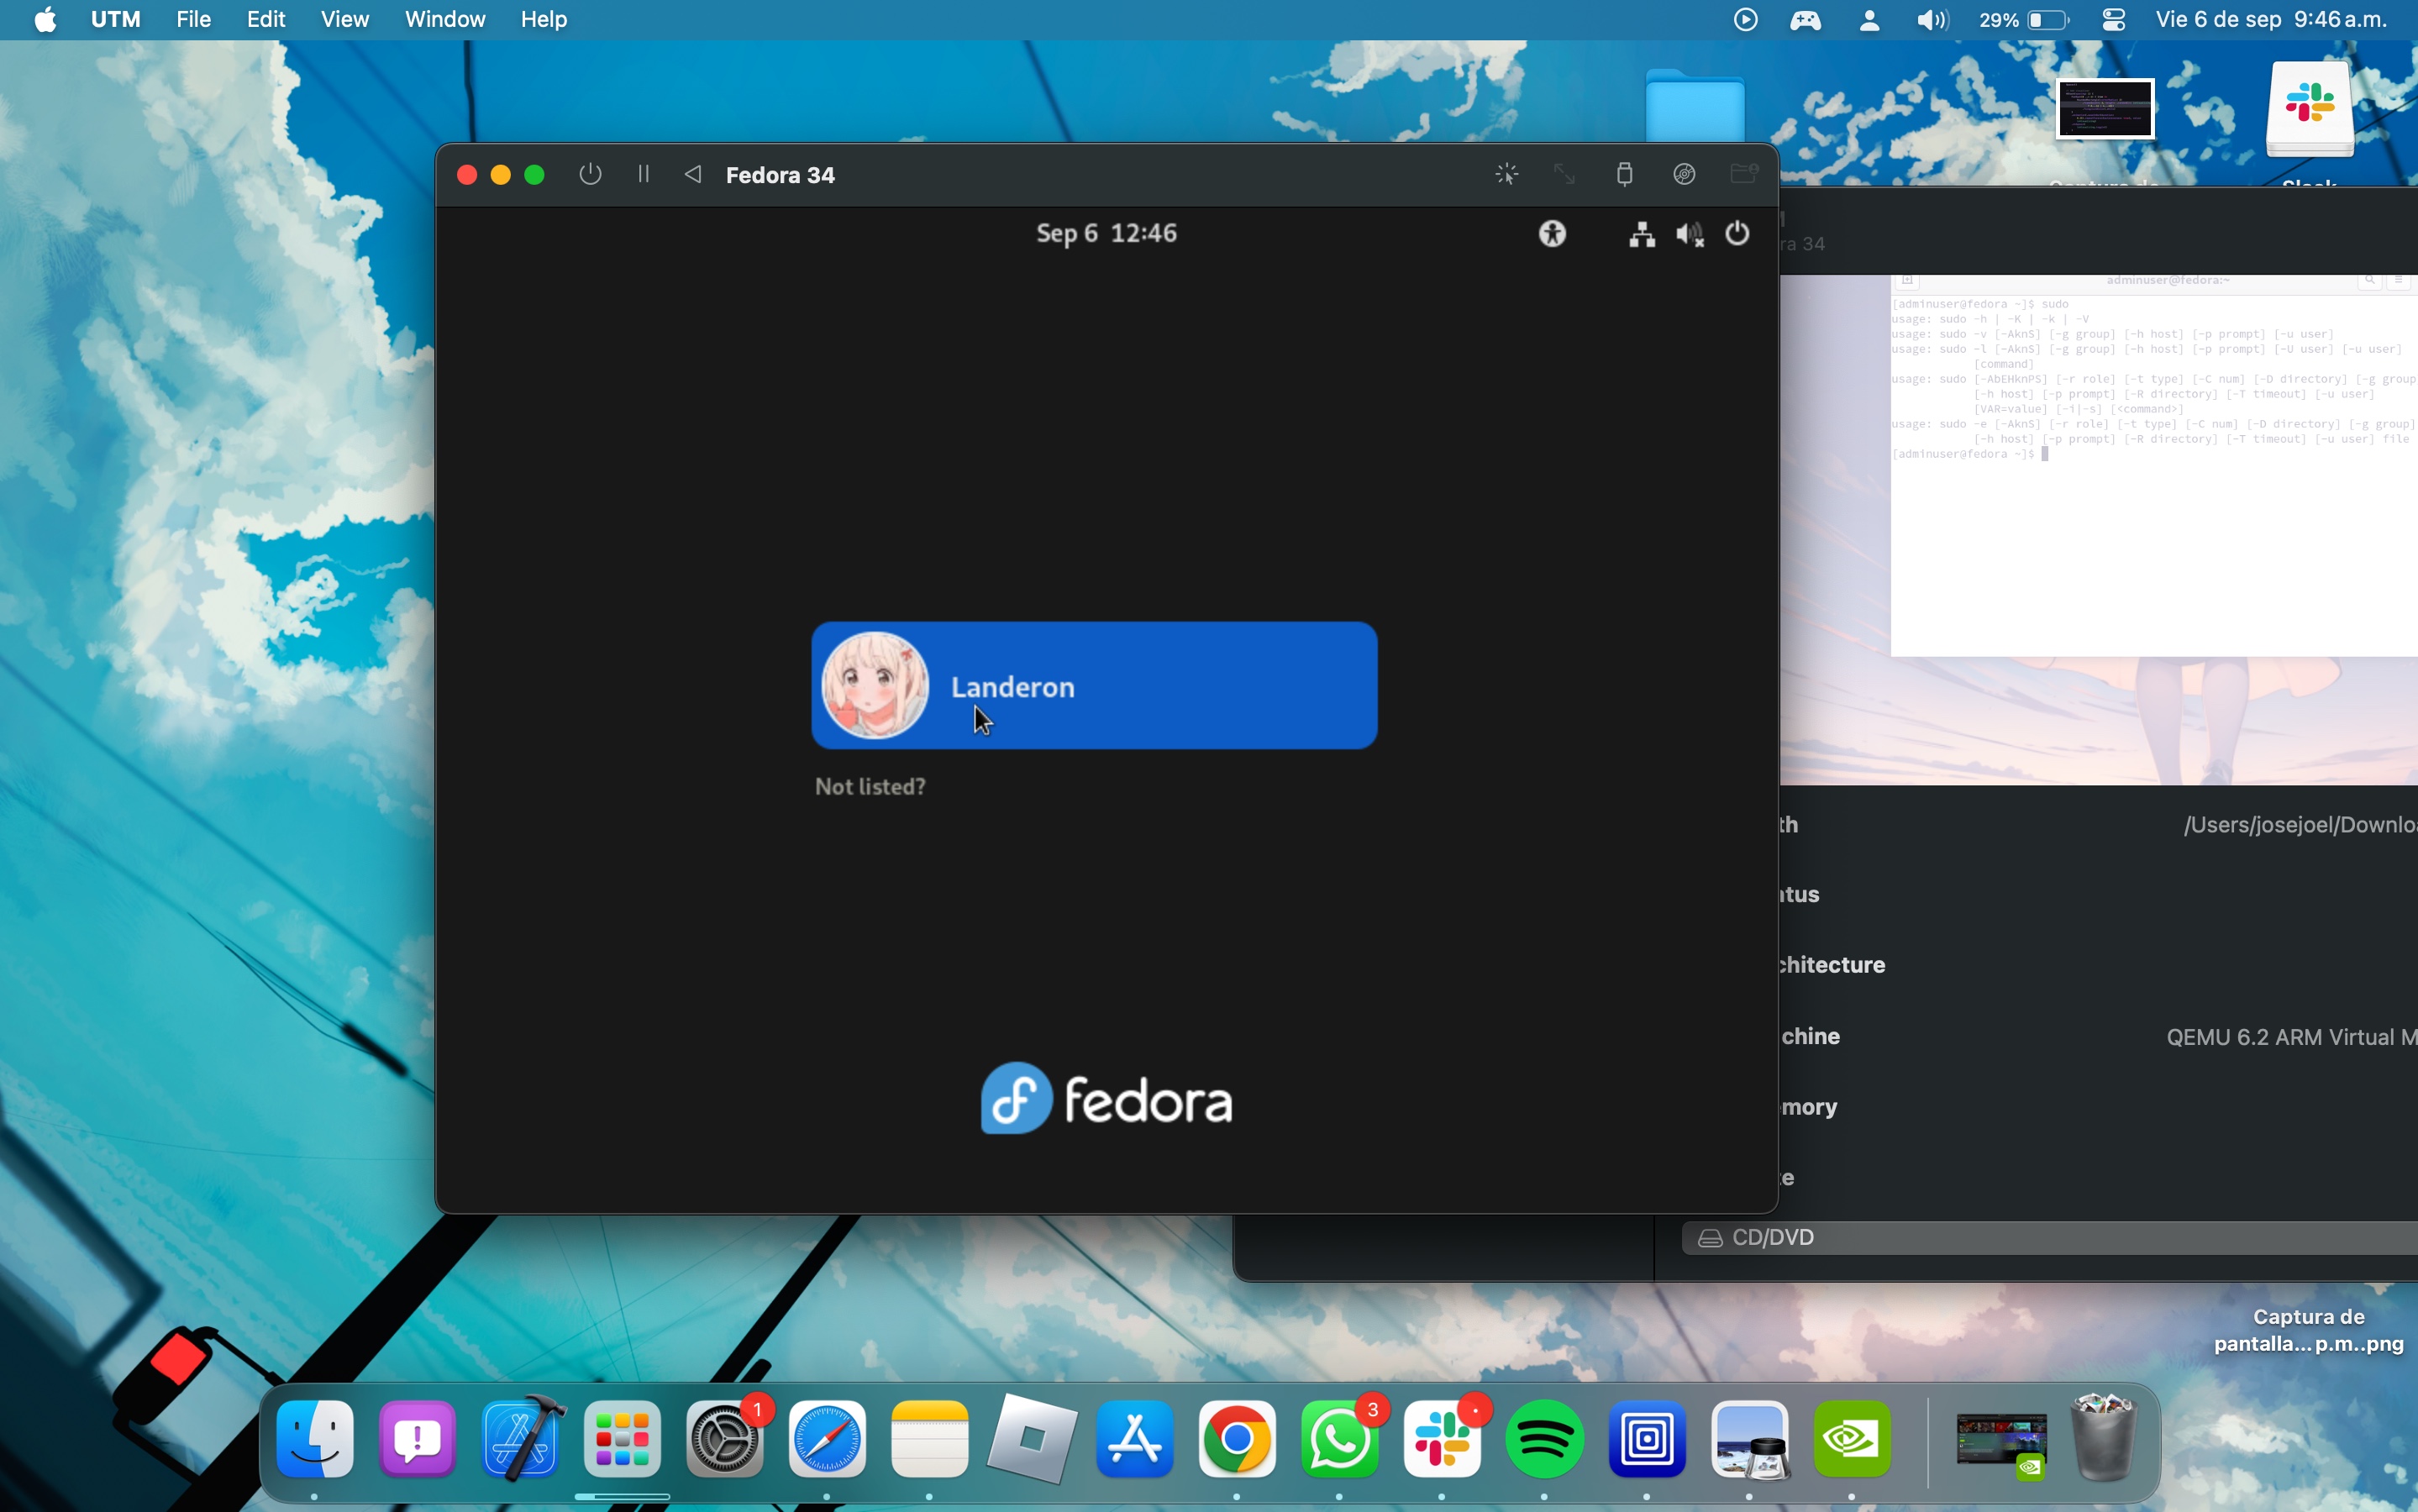 UTM File Edit View Window Help 29% Vie 6 de sep 9:46 a.m.
Slack
Fedora 34
Sep 6 12:46
ra 34
adminuser@fedora:~
[adminuser@fedora ~]$ sudo
usage: sudo -h | -K | -k | -V
usage: sudo -v [-AknS] [-g group] [-h host] [-p prompt] [-u user]
usage: sudo -l [-AknS] [-g group] [-h host] [-p prompt] [-U user] [-u user]
[command]
usage: sudo [-AbEHknPS] [-r role] [-t type] [-C num] [-D directory] [-g group
[-h host] [-p prompt] [-R directory] [-T timeout] [-u user]
[VAR=value] [-i|-s] [<command>]
usage: sudo -e [-AknS] [-r role] [-t type] [-C num] [-D directory] [-g group]
[-h host] [-p prompt] [-R directory] [-T timeout] [-u user] file
[adminuser@fedora ~]$
Landeron
Not listed?
th /Users/josejoel/Downloa
atus
chitecture
chine QEMU 6.2 ARM Virtual M
mory
ze
fedora
CD/DVD
Captura de
pantalla...p.m..png
1
3